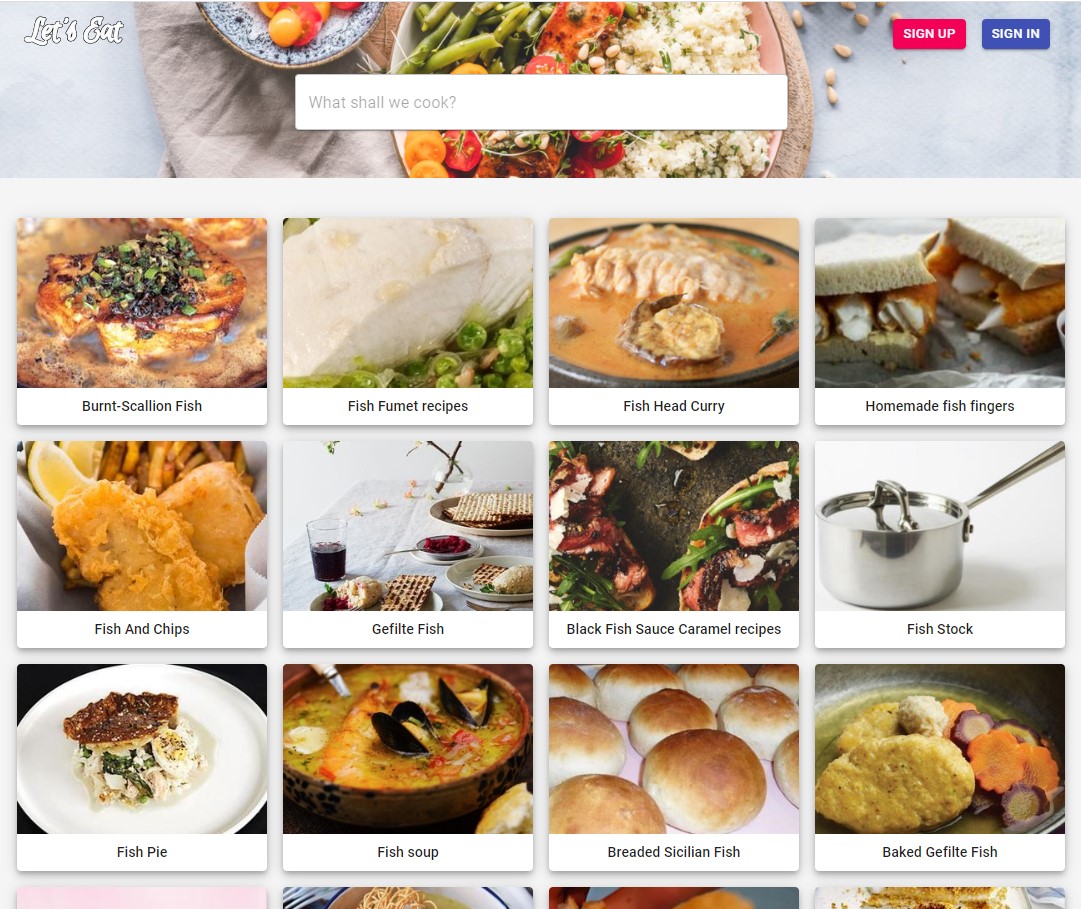 Let's Eat
SIGN UP
SIGN IN
What shall we cook?
Burnt-Scallion Fish
Fish Fumet recipes
Fish Head Curry
Homemade fish fingers
Fish And Chips
Gefilte Fish
Black Fish Sauce Caramel recipes
Fish Stock
Fish Pie
Fish soup
Breaded Sicilian Fish
Baked Gefilte Fish